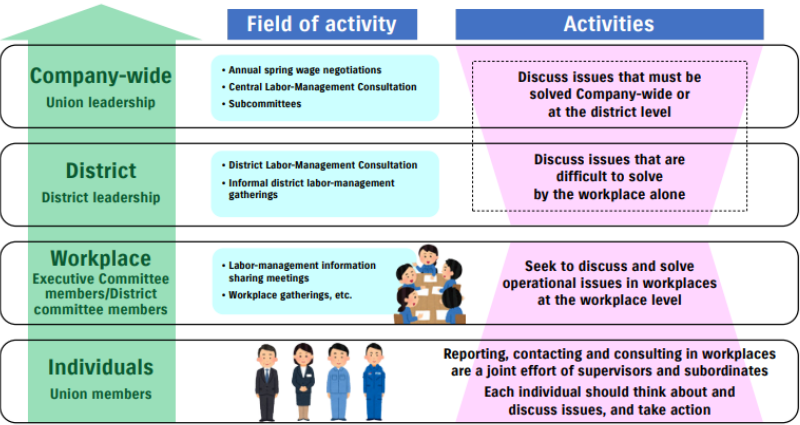 Field of activity
Activities
Company-wide
Union leadership
• Annual spring wage negotiations
• Central Labor-Management Consultation
• Subcommittees
Discuss issues that must be
solved Company-wide or
at the district level
District
District leadership
• District Labor-Management Consultation
• Informal district labor-management
gatherings
Discuss issues that are
difficult to solve
by the workplace alone
Workplace
Executive Committee
members/District
committee members
• Labor-management information
sharing meetings
• Workplace gatherings, etc.
Seek to discuss and solve
operational issues in workplaces
at the workplace level
Individuals
Union members
Reporting, contacting and consulting in workplaces
are a joint effort of supervisors and subordinates
Each individual should think about and
discuss issues, and take action